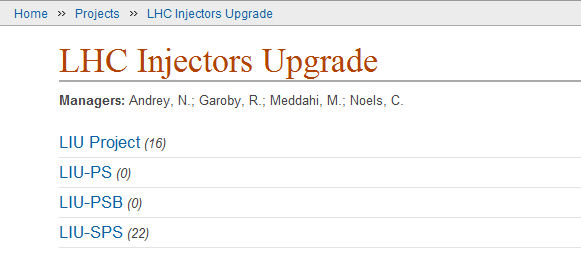 Home » Projects » LHC Injectors Upgrade
LHC Injectors Upgrade
Managers: Andrey, N.; Garoby, R.; Meddahi, M.; Noels, C.
LIU Project (16)
LIU-PS (0)
LIU-PSB (0)
LIU-SPS (22)